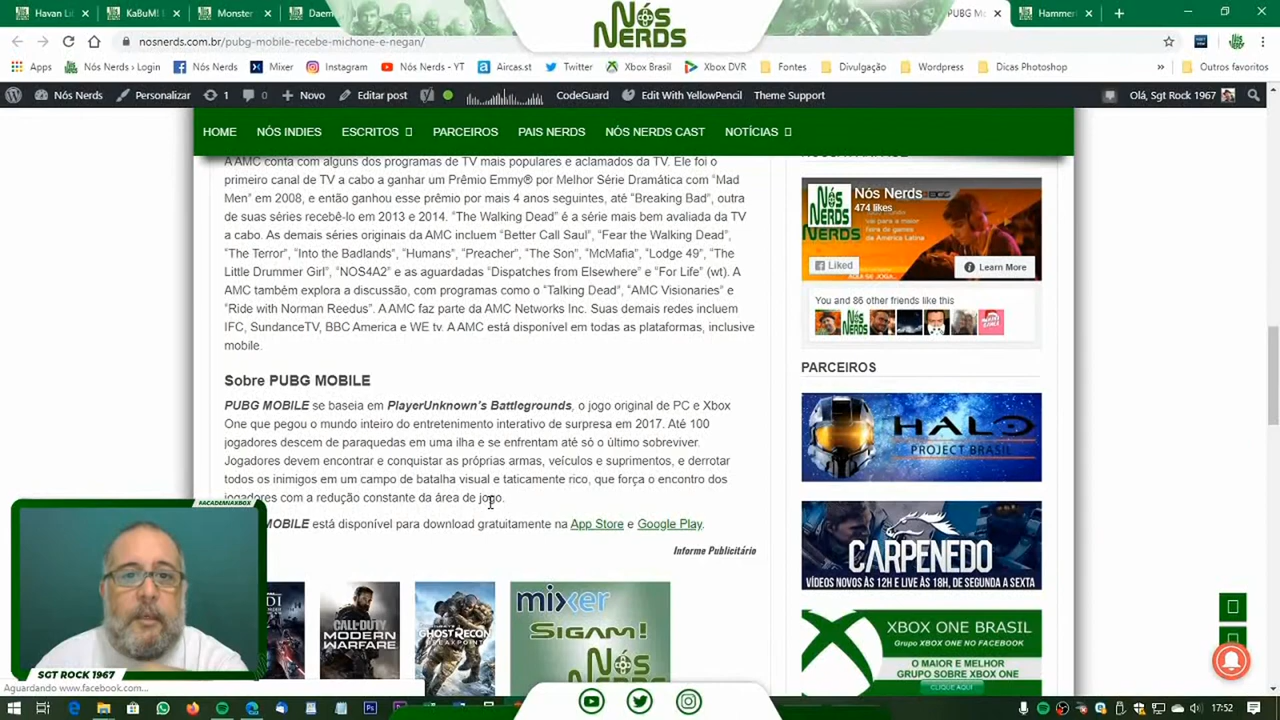 Monster
NÓS NERDS
PUBG M
Hammer
nosnerds.com.br/pubg-mobile-recebe-michone-e-negan/
Apps
Nós Nerds › Login
Nós Nerds
Mixer
Instagram
Nós Nerds - YT
Aircas.st
Twitter
Xbox Brasil
Xbox DVR
Fontes
Divulgação
Wordpress
Dicas Photoshop
Outros favoritos
Nós Nerds
Personalizar
1
0
Novo
Editar post
CodeGuard
Edit With YellowPencil
Theme Support
Olá, Sgt Rock 1967
HOME
NÓS INDIES
ESCRITOS
PARCEIROS
PAIS NERDS
NÓS NERDS CAST
NOTÍCIAS
A AMC conta com alguns dos programas de TV mais populares e aclamados da TV. Ele foi o
primeiro canal de TV a cabo a ganhar um Prêmio Emmy® por Melhor Série Dramática com “Mad
Men” em 2008, e então ganhou esse prêmio por mais 4 anos seguintes, até “Breaking Bad”, outra
de suas séries recebê-lo em 2013 e 2014. “The Walking Dead” é a série mais bem avaliada da TV
a cabo. As demais séries originais da AMC incluem “Better Call Saul”, “Fear the Walking Dead”,
“The Terror”, “Into the Badlands”, “Humans”, “Preacher”, “The Son”, “McMafia”, “Lodge 49”, “The
Little Drummer Girl”, “NOS4A2” e as aguardadas “Dispatches from Elsewhere” e “For Life” (wt). A
AMC também explora a discussão, com programas como o “Talking Dead”, “AMC Visionaries” e
“Ride with Norman Reedus”. A AMC faz parte da AMC Networks Inc. Suas demais redes incluem
IFC, SundanceTV, BBC America e WE tv. A AMC está disponível em todas as plataformas, inclusive
mobile.
Sobre PUBG MOBILE
PUBG MOBILE se baseia em PlayerUnknown’s Battlegrounds, o jogo original de PC e Xbox
One que pegou o mundo inteiro do entretenimento interativo de surpresa em 2017. Até 100
jogadores descem de paraquedas em uma ilha e se enfrentam até só o último sobreviver.
Jogadores devem encontrar e conquistar as próprias armas, veículos e suprimentos, e derrotar
todos os inimigos em um campo de batalha visual e taticamente rico, que força o encontro dos
jogadores com a redução constante da área de jogo.
MOBILE está disponível para download gratuitamente na App Store e Google Play.
Informe Publicitário
CALL OF DUTY
MODERN
WARFARE
GHOST RECON
BREAKPOINT
mixer
SIGAM!
NÓS
Nós Nerds
474 likes
vai para a maior
feira de games
da América Latina
AQUI SE JOGA
Liked
Learn More
You and 86 other friends like this
PARCEIROS
HALO
PROJECT BRASIL
CARPENEDO
VÍDEOS NOVOS ÀS 12H E LIVE ÀS 18H, DE SEGUNDA A SEXTA
XBOX ONE BRASIL
Grupo XBOX ONE NO FACEBOOK
O MAIOR E MELHOR
GRUPO SOBRE XBOX ONE
CLIQUE AQUI
#ACADEMIAXBOX
SGT ROCK 1967
Aguardando www.facebook.com...
17:52